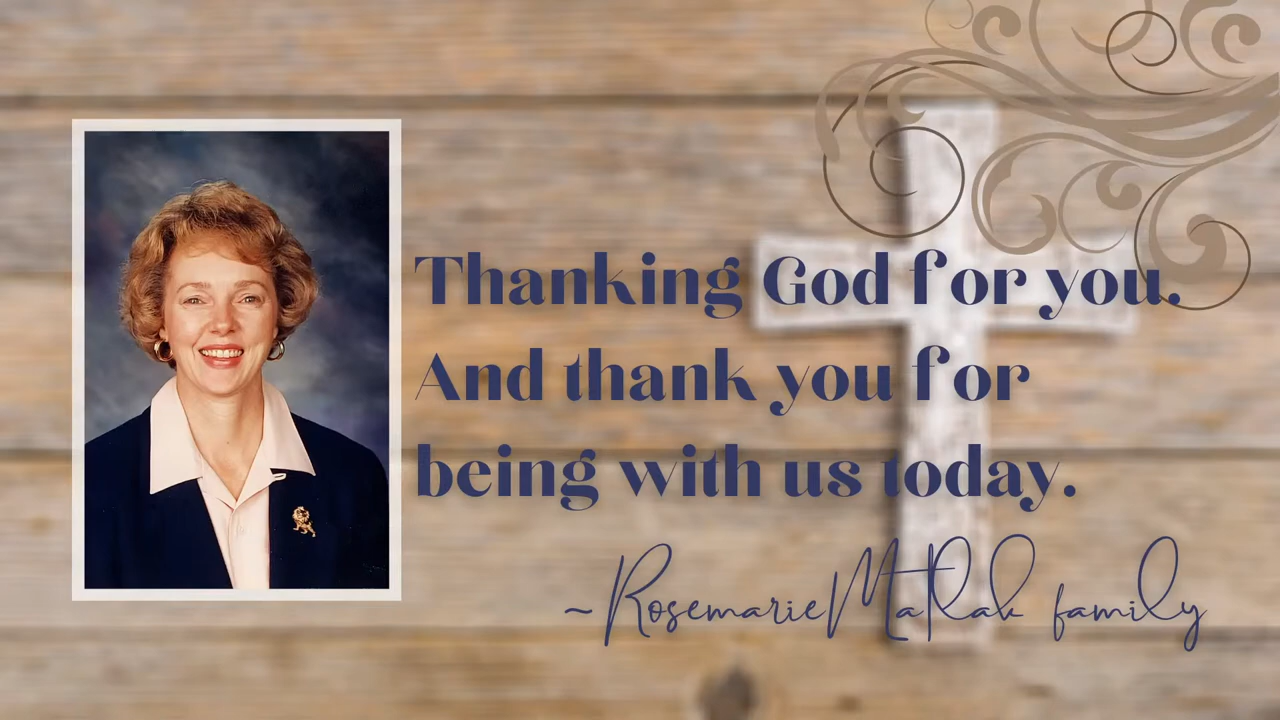 Thanking God for you.
And thank you for
being with us today.
~Rosemarie family